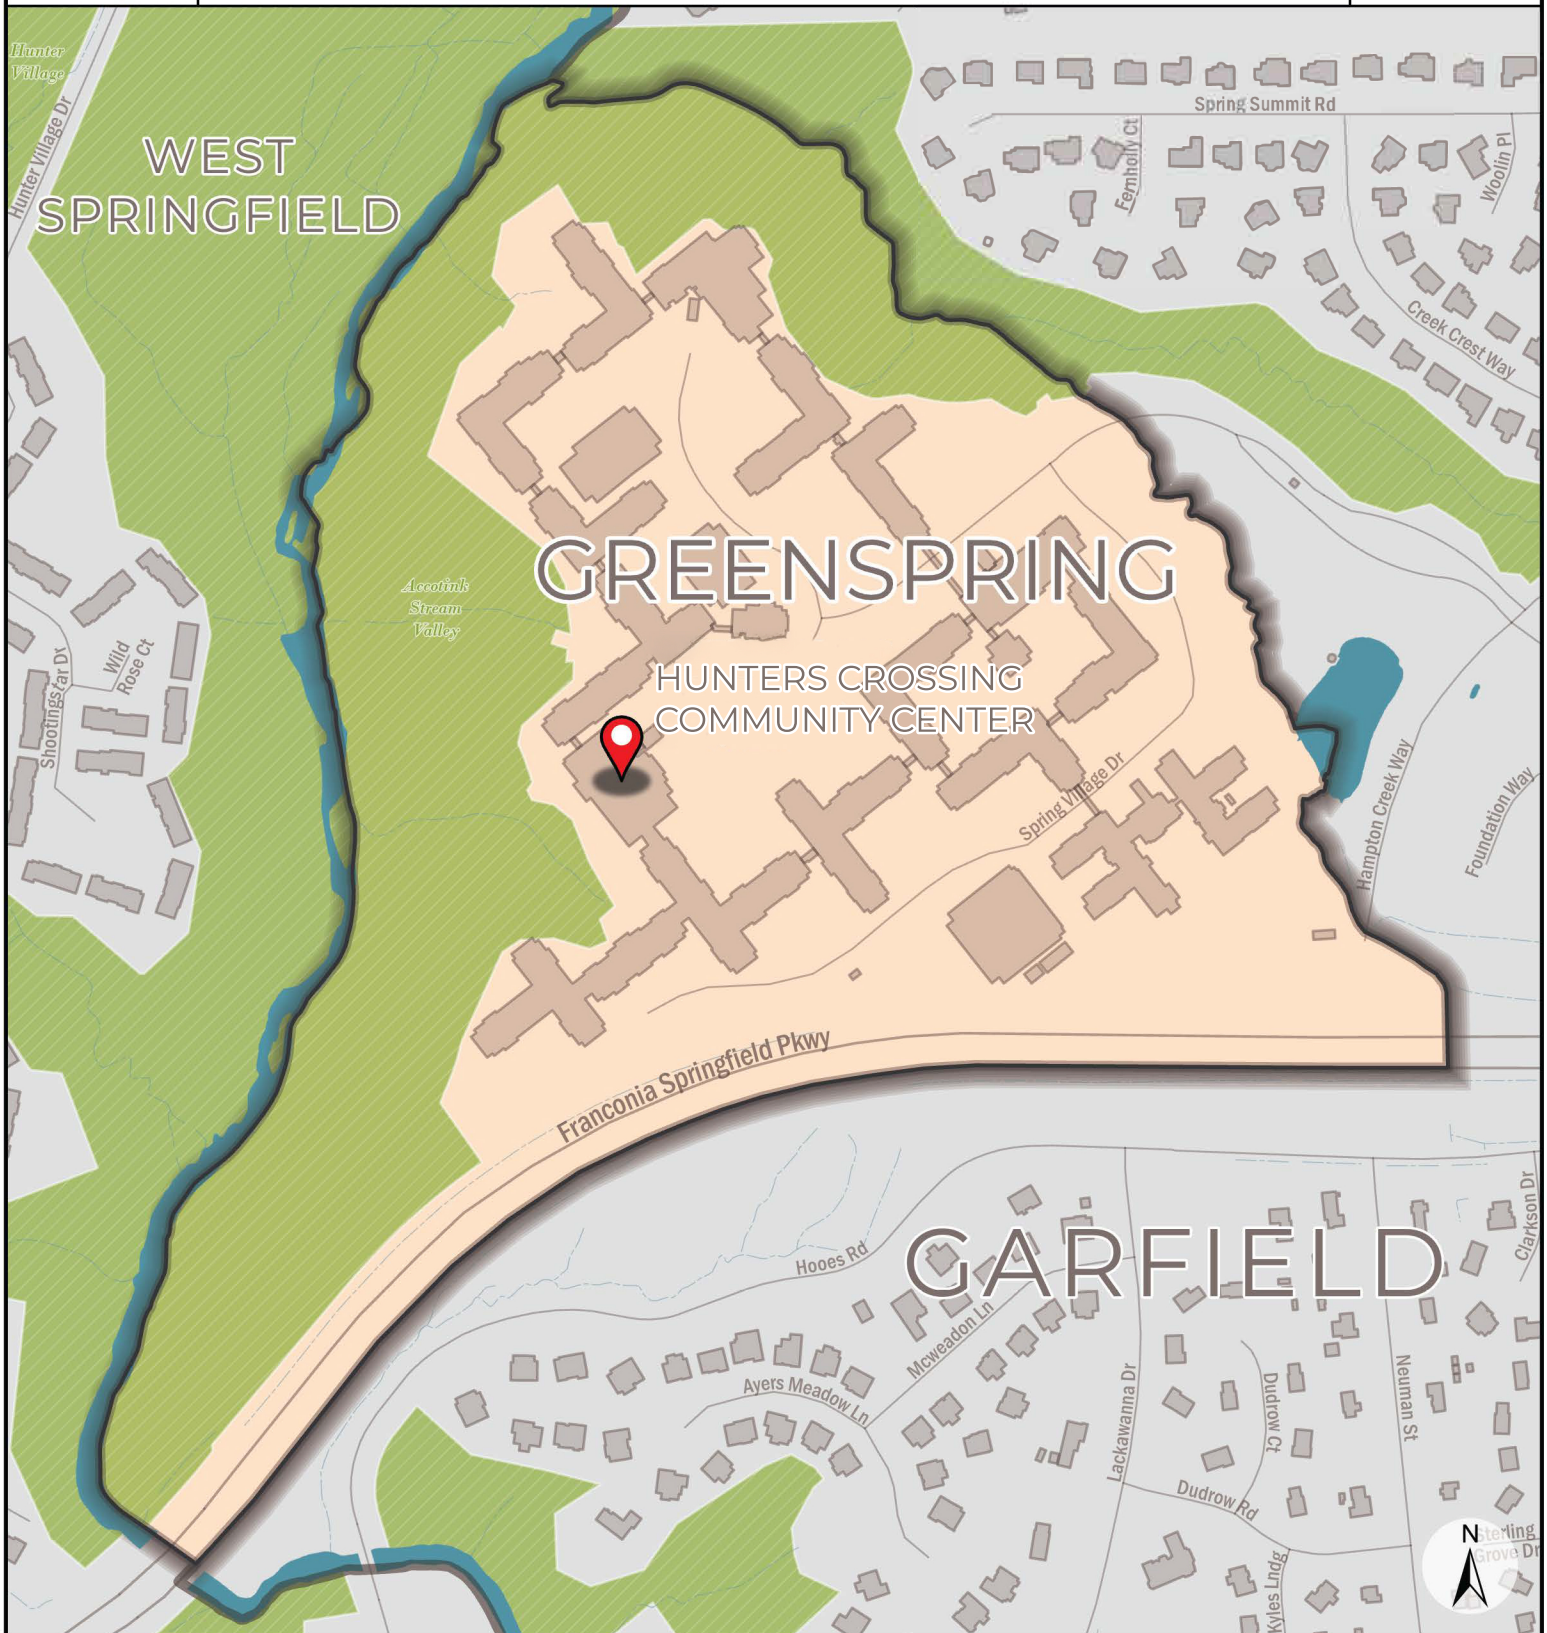 Hunter
Village
Hunter Village Dr
WEST
SPRINGFIELD
Spring Summit Rd
Fernholly Ct
Woolin Pl
Creek Crest Way
GREENSPRING
Accotink
Stream
Valley
HUNTERS CROSSING
COMMUNITY CENTER
Wild
Rose Ct
Shootingstar Dr
Spring Village Dr
Hampton Creek Way
Foundation Way
Franconia Springfield Pkwy
GARFIELD
Clarkson Dr
Hooes Rd
Mcweadon Ln
Ayers Meadow Ln
Lackawanna Dr
Dudrow Ct
Neuman St
Dudrow Rd
Kyles Lndg
N
Sterling
Grove Dr